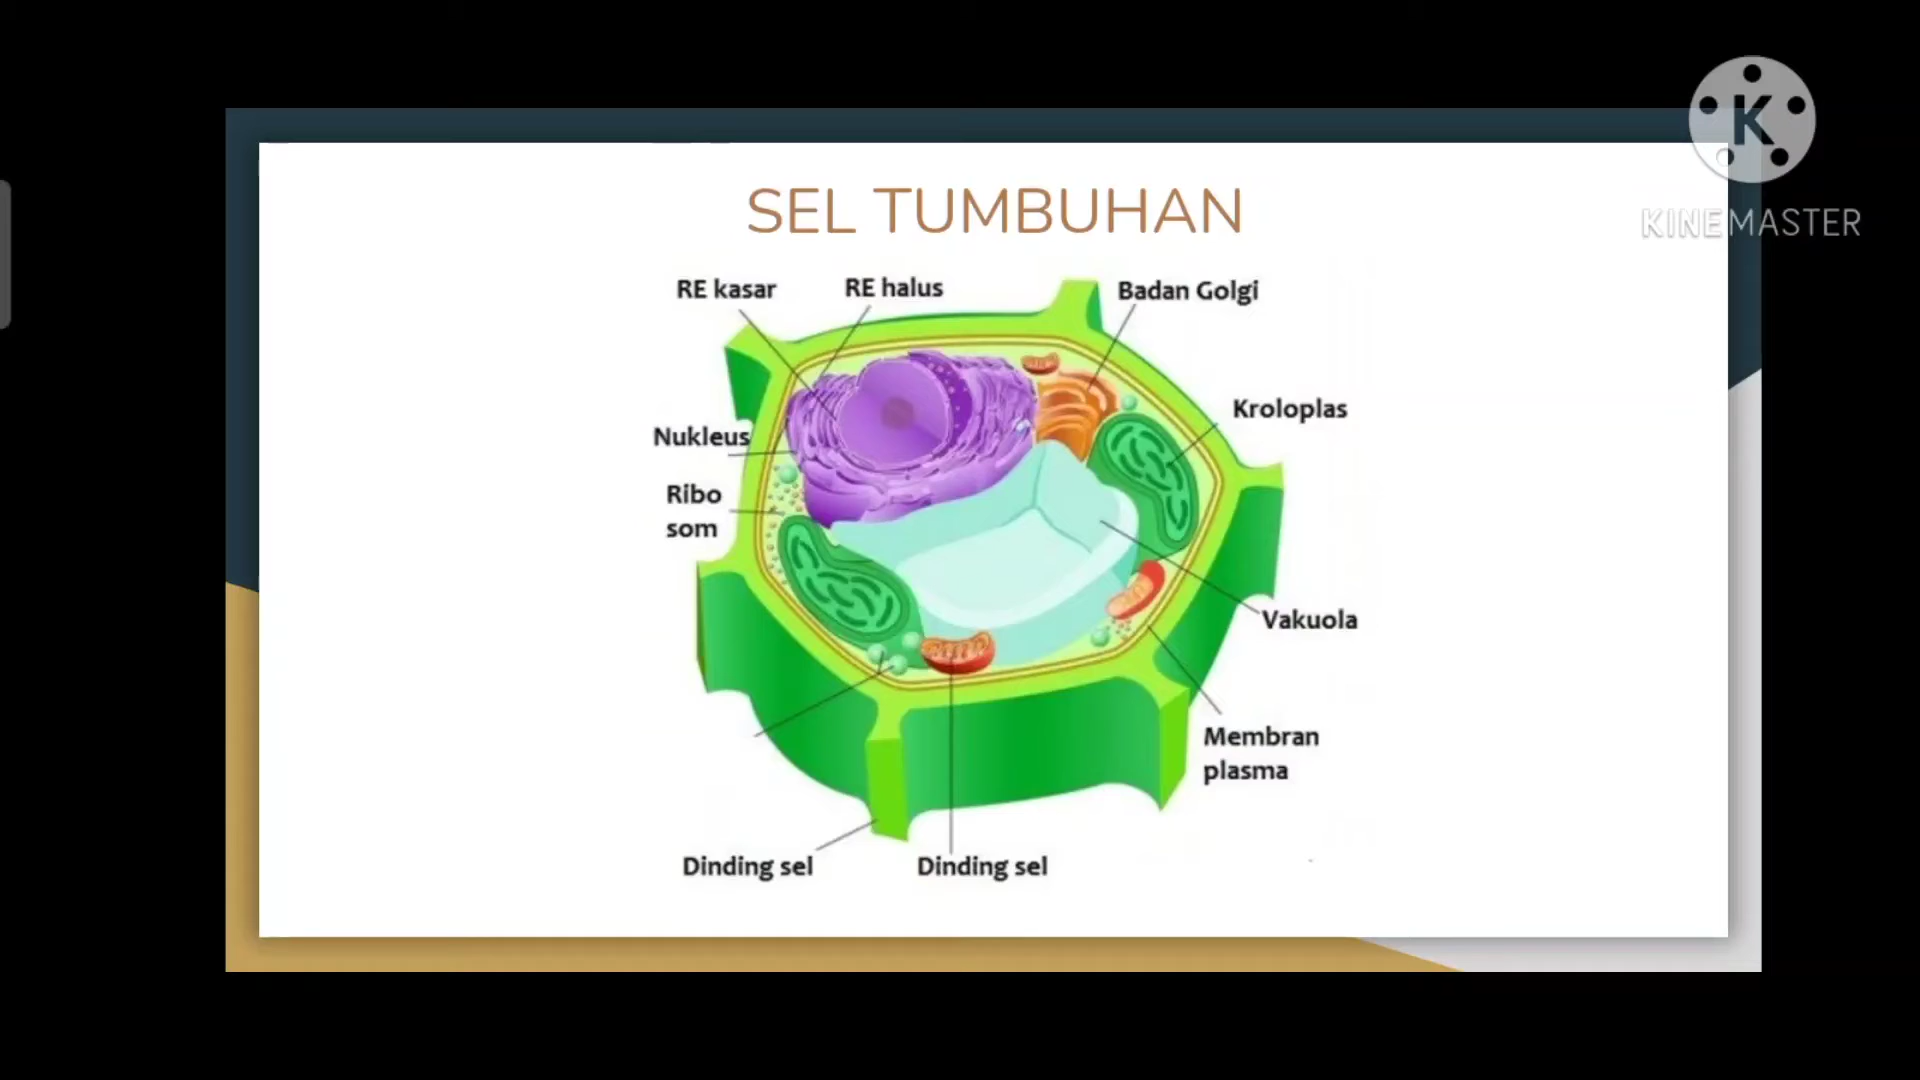 K
KINEMASTER
SEL TUMBUHAN
RE kasar
RE halus
Badan Golgi
Kroloplas
Nukleus
Ribo
som
Vakuola
Membran
plasma
Dinding sel
Dinding sel